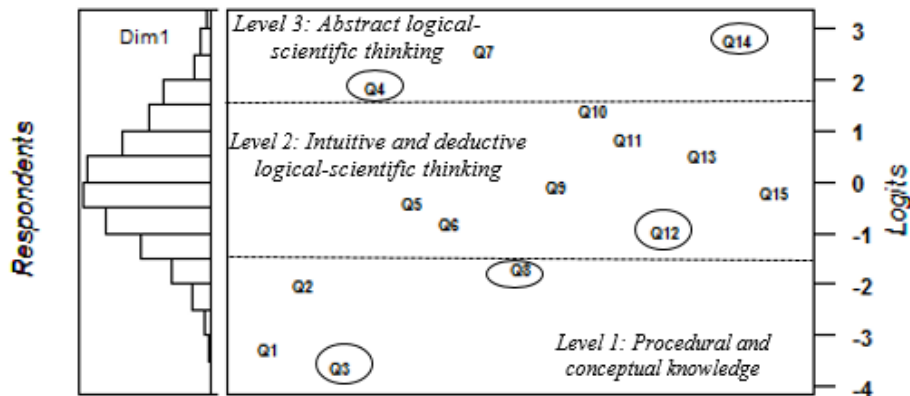 Dim1
Respondents
Level 3: Abstract logical-
scientific thinking
Q7
Q14
Q4
Level 2: Intuitive and deductive
logical-scientific thinking
Q10
Q11
Q13
Q9
Q15
Q5
Q6
Q12
Q8
Q2
Q1
Q3
Level 1: Procedural and
conceptual knowledge
3
2
1
0
-1
-2
-3
-4
Logits